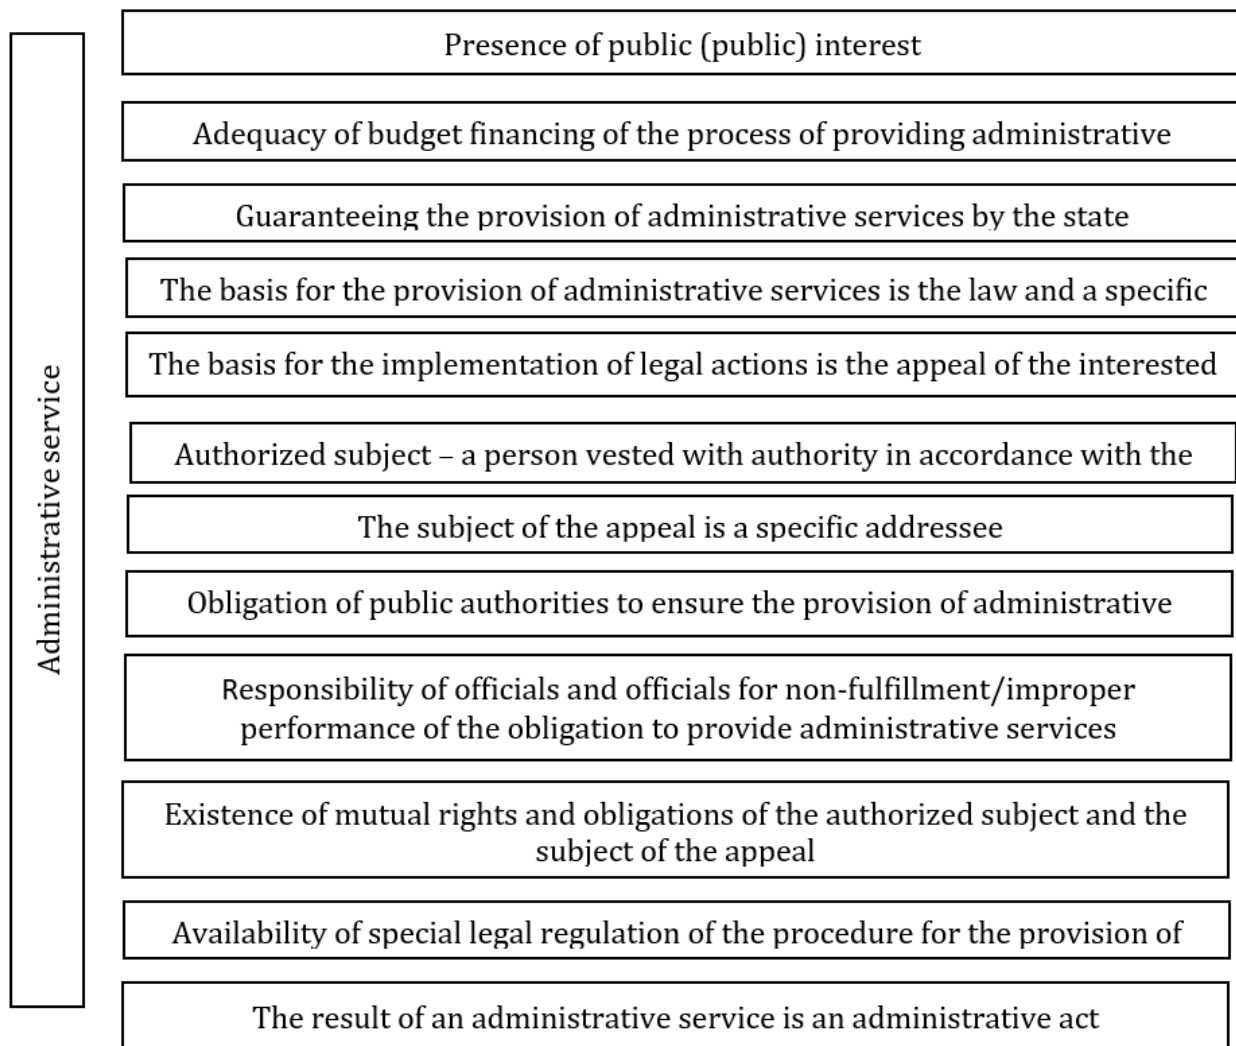 Administrative service
Presence of public (public) interest
Adequacy of budget financing of the process of providing administrative
Guaranteeing the provision of administrative services by the state
The basis for the provision of administrative services is the law and a specific
The basis for the implementation of legal actions is the appeal of the interested
Authorized subject – a person vested with authority in accordance with the
The subject of the appeal is a specific addressee
Obligation of public authorities to ensure the provision of administrative
Responsibility of officials and officials for non-fulfillment/improper
performance of the obligation to provide administrative services
Existence of mutual rights and obligations of the authorized subject and the
subject of the appeal
Availability of special legal regulation of the procedure for the provision of
The result of an administrative service is an administrative act